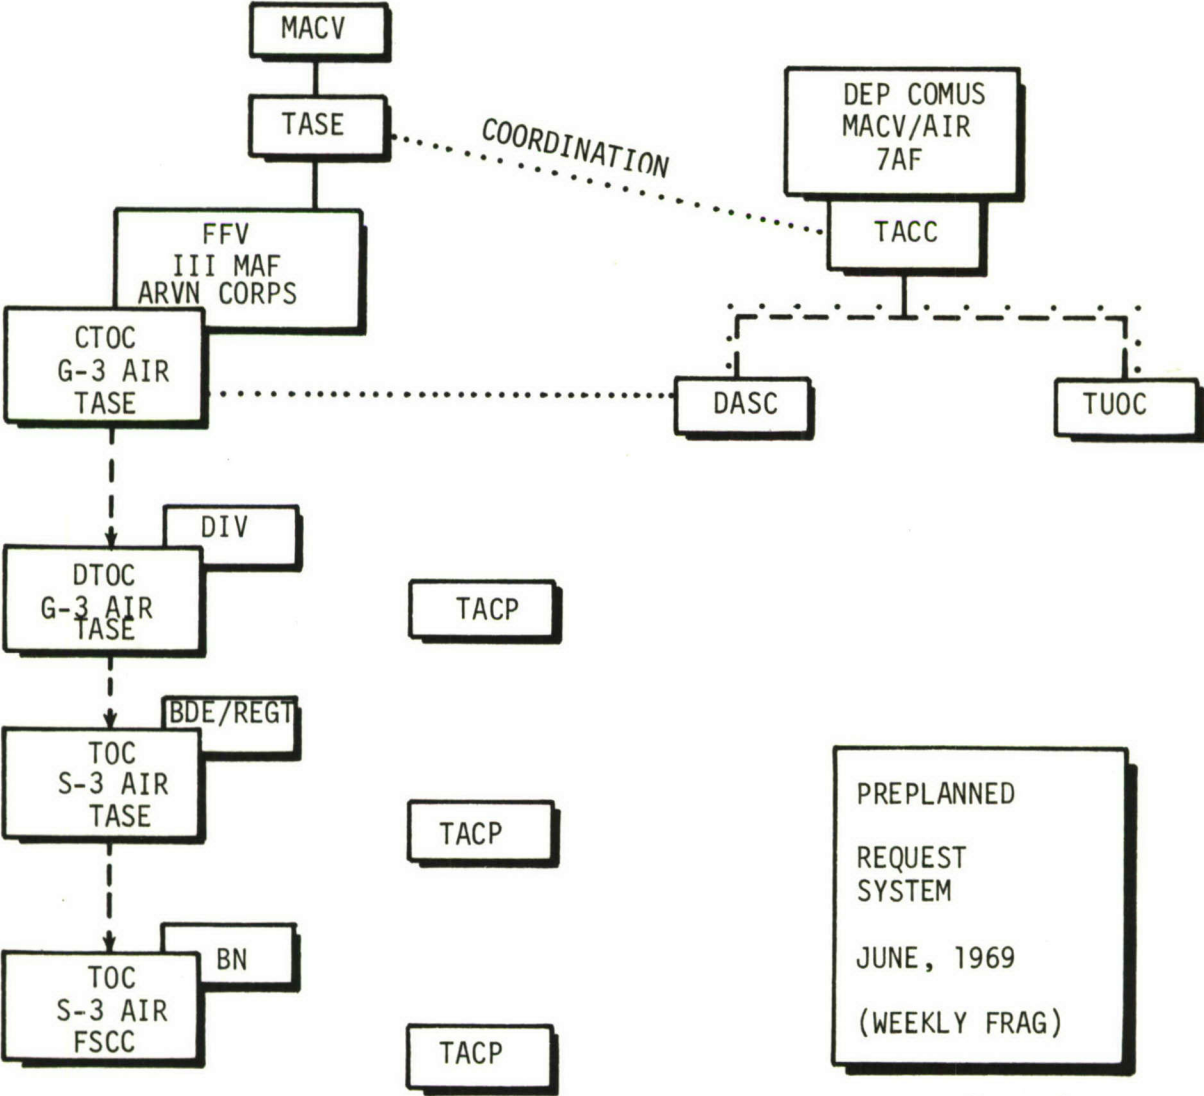 MACV
TASE
COORDINATION
DEP COMUS
MACV/AIR
7AF
TACC
FFV
III MAF
ARVN CORPS
CTOC
G-3 AIR
TASE
DASC
TUOC
DIV
DTOC
G-3 AIR
TASE
TACP
BDE/REGT
TOC
S-3 AIR
TASE
TACP
BN
TOC
S-3 AIR
FSCC
TACP
PREPLANNED
REQUEST
SYSTEM
JUNE, 1969
(WEEKLY FRAG)